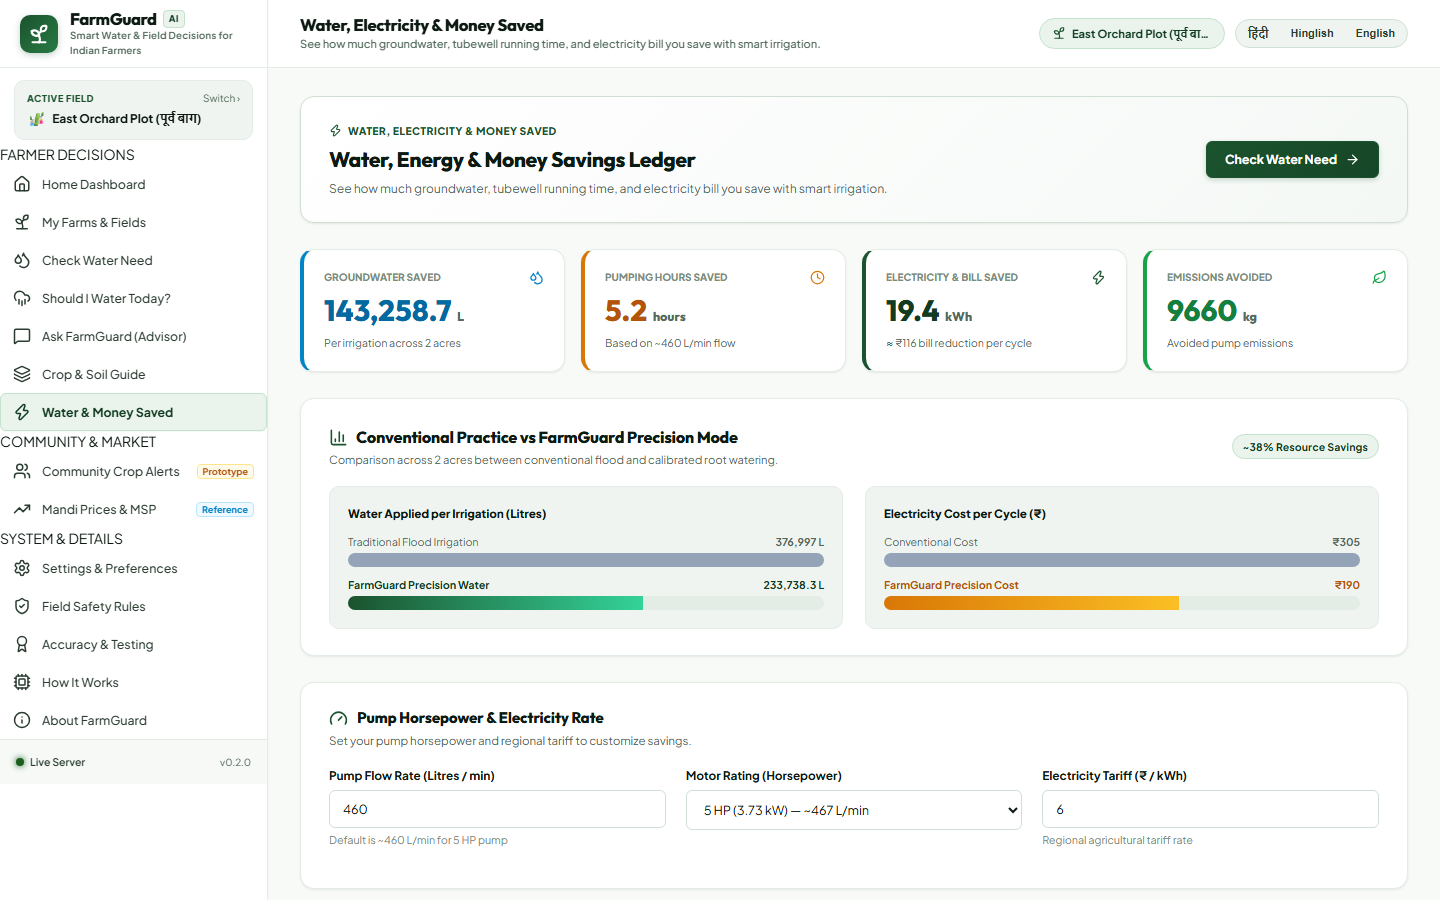 FarmGuard AI
Smart Water & Field Decisions for
Indian Farmers
ACTIVE FIELD
Switch ›
East Orchard Plot (पूर्व बाग)
FARMER DECISIONS
Home Dashboard
My Farms & Fields
Check Water Need
Should I Water Today?
Ask FarmGuard (Advisor)
Crop & Soil Guide
Water & Money Saved
COMMUNITY & MARKET
Community Crop Alerts Prototype
Mandi Prices & MSP Reference
SYSTEM & DETAILS
Settings & Preferences
Field Safety Rules
Accuracy & Testing
How It Works
About FarmGuard
Live Server v0.2.0
Water, Electricity & Money Saved
See how much groundwater, tubewell running time, and electricity bill you save with smart irrigation.
East Orchard Plot (पूर्व बा...
हिंदी Hinglish English
WATER, ELECTRICITY & MONEY SAVED
Water, Energy & Money Savings Ledger
See how much groundwater, tubewell running time, and electricity bill you save with smart irrigation.
Check Water Need →
GROUNDWATER SAVED
143,258.7 L
Per irrigation across 2 acres
PUMPING HOURS SAVED
5.2 hours
Based on ~460 L/min flow
ELECTRICITY & BILL SAVED
19.4 kWh
≈ ₹116 bill reduction per cycle
EMISSIONS AVOIDED
9660 kg
Avoided pump emissions
Conventional Practice vs FarmGuard Precision Mode
Comparison across 2 acres between conventional flood and calibrated root watering.
~38% Resource Savings
Water Applied per Irrigation (Litres)
Traditional Flood Irrigation 376,997 L
FarmGuard Precision Water 233,738.3 L
Electricity Cost per Cycle (₹)
Conventional Cost ₹305
FarmGuard Precision Cost ₹190
Pump Horsepower & Electricity Rate
Set your pump horsepower and regional tariff to customize savings.
Pump Flow Rate (Litres / min)
460
Default is ~460 L/min for 5 HP pump
Motor Rating (Horsepower)
5 HP (3.73 kW) — ~467 L/min
Electricity Tariff (₹ / kWh)
6
Regional agricultural tariff rate